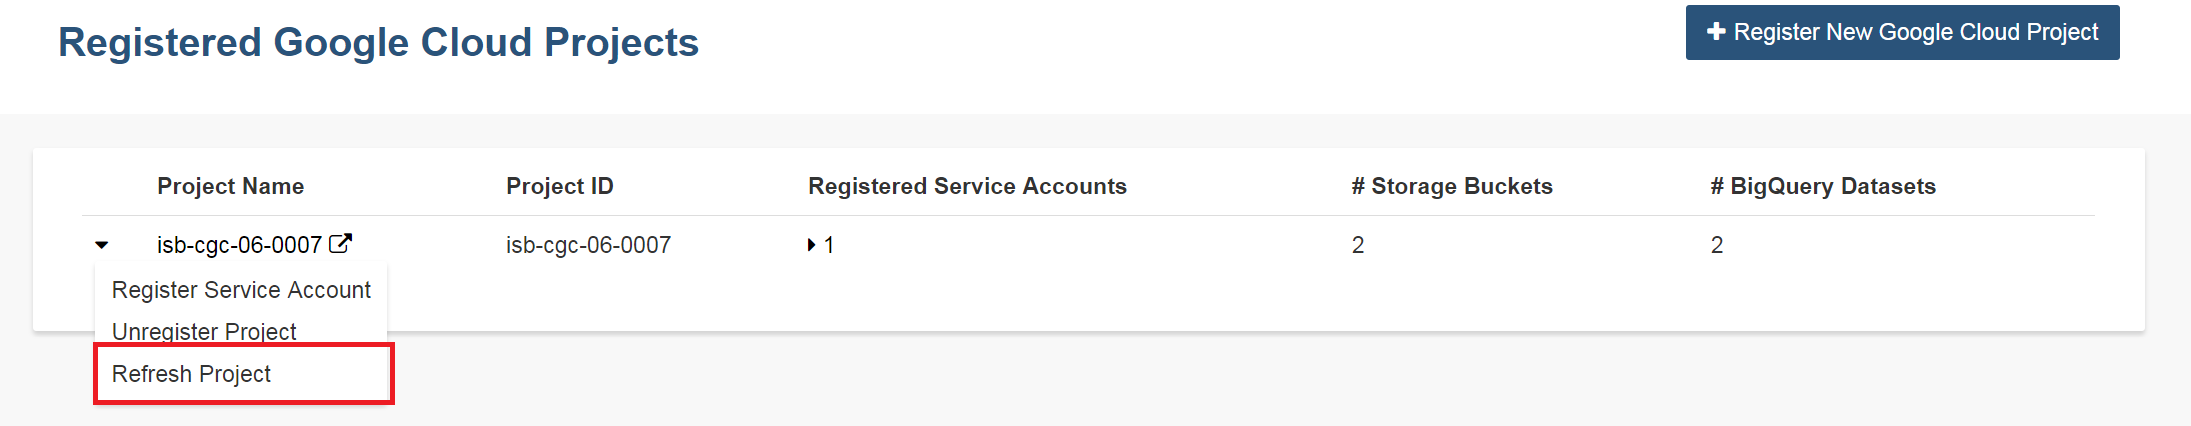 Registered Google Cloud Projects
Register New Google Cloud Project
Project Name Project ID Registered Service Accounts # Storage Buckets # BigQuery Datasets
isb-cgc-06-0007 isb-cgc-06-0007 1 2 2
Register Service Account
Unregister Project
Refresh Project